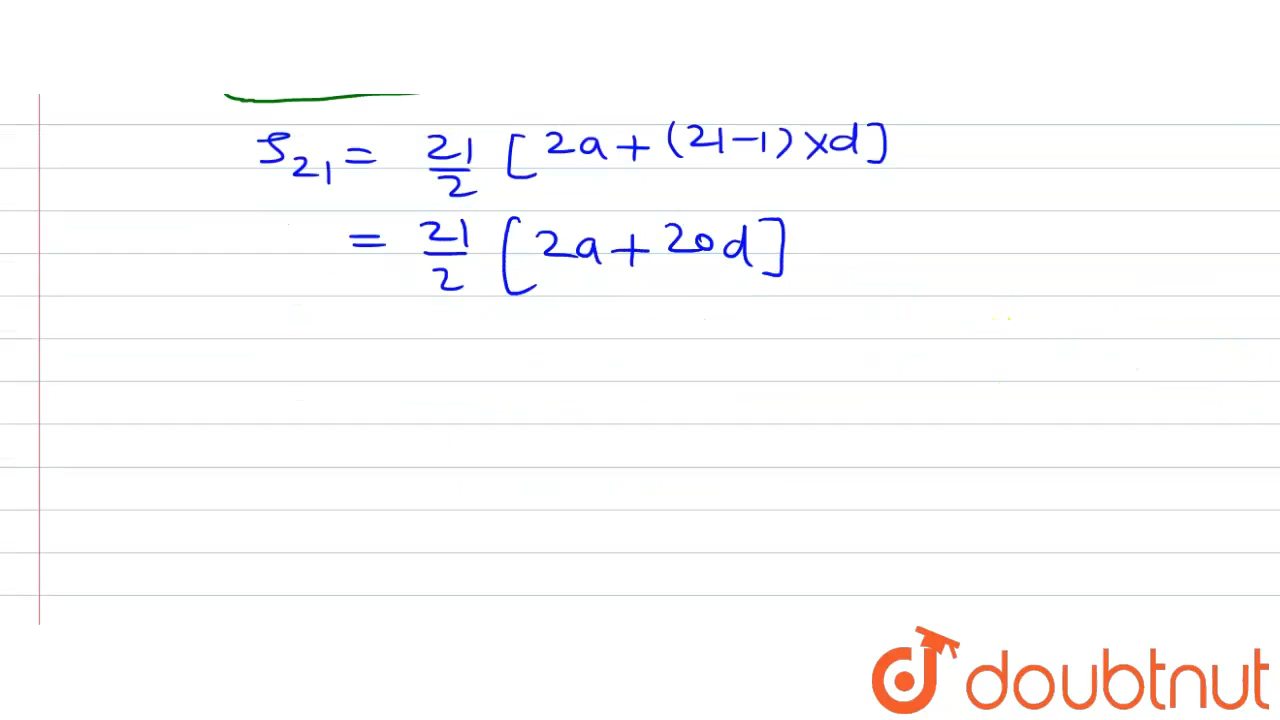 S₂₁ = 21/2 [2a + (21-1) × d]
= 21/2 [2a + 20d]
doubtnut